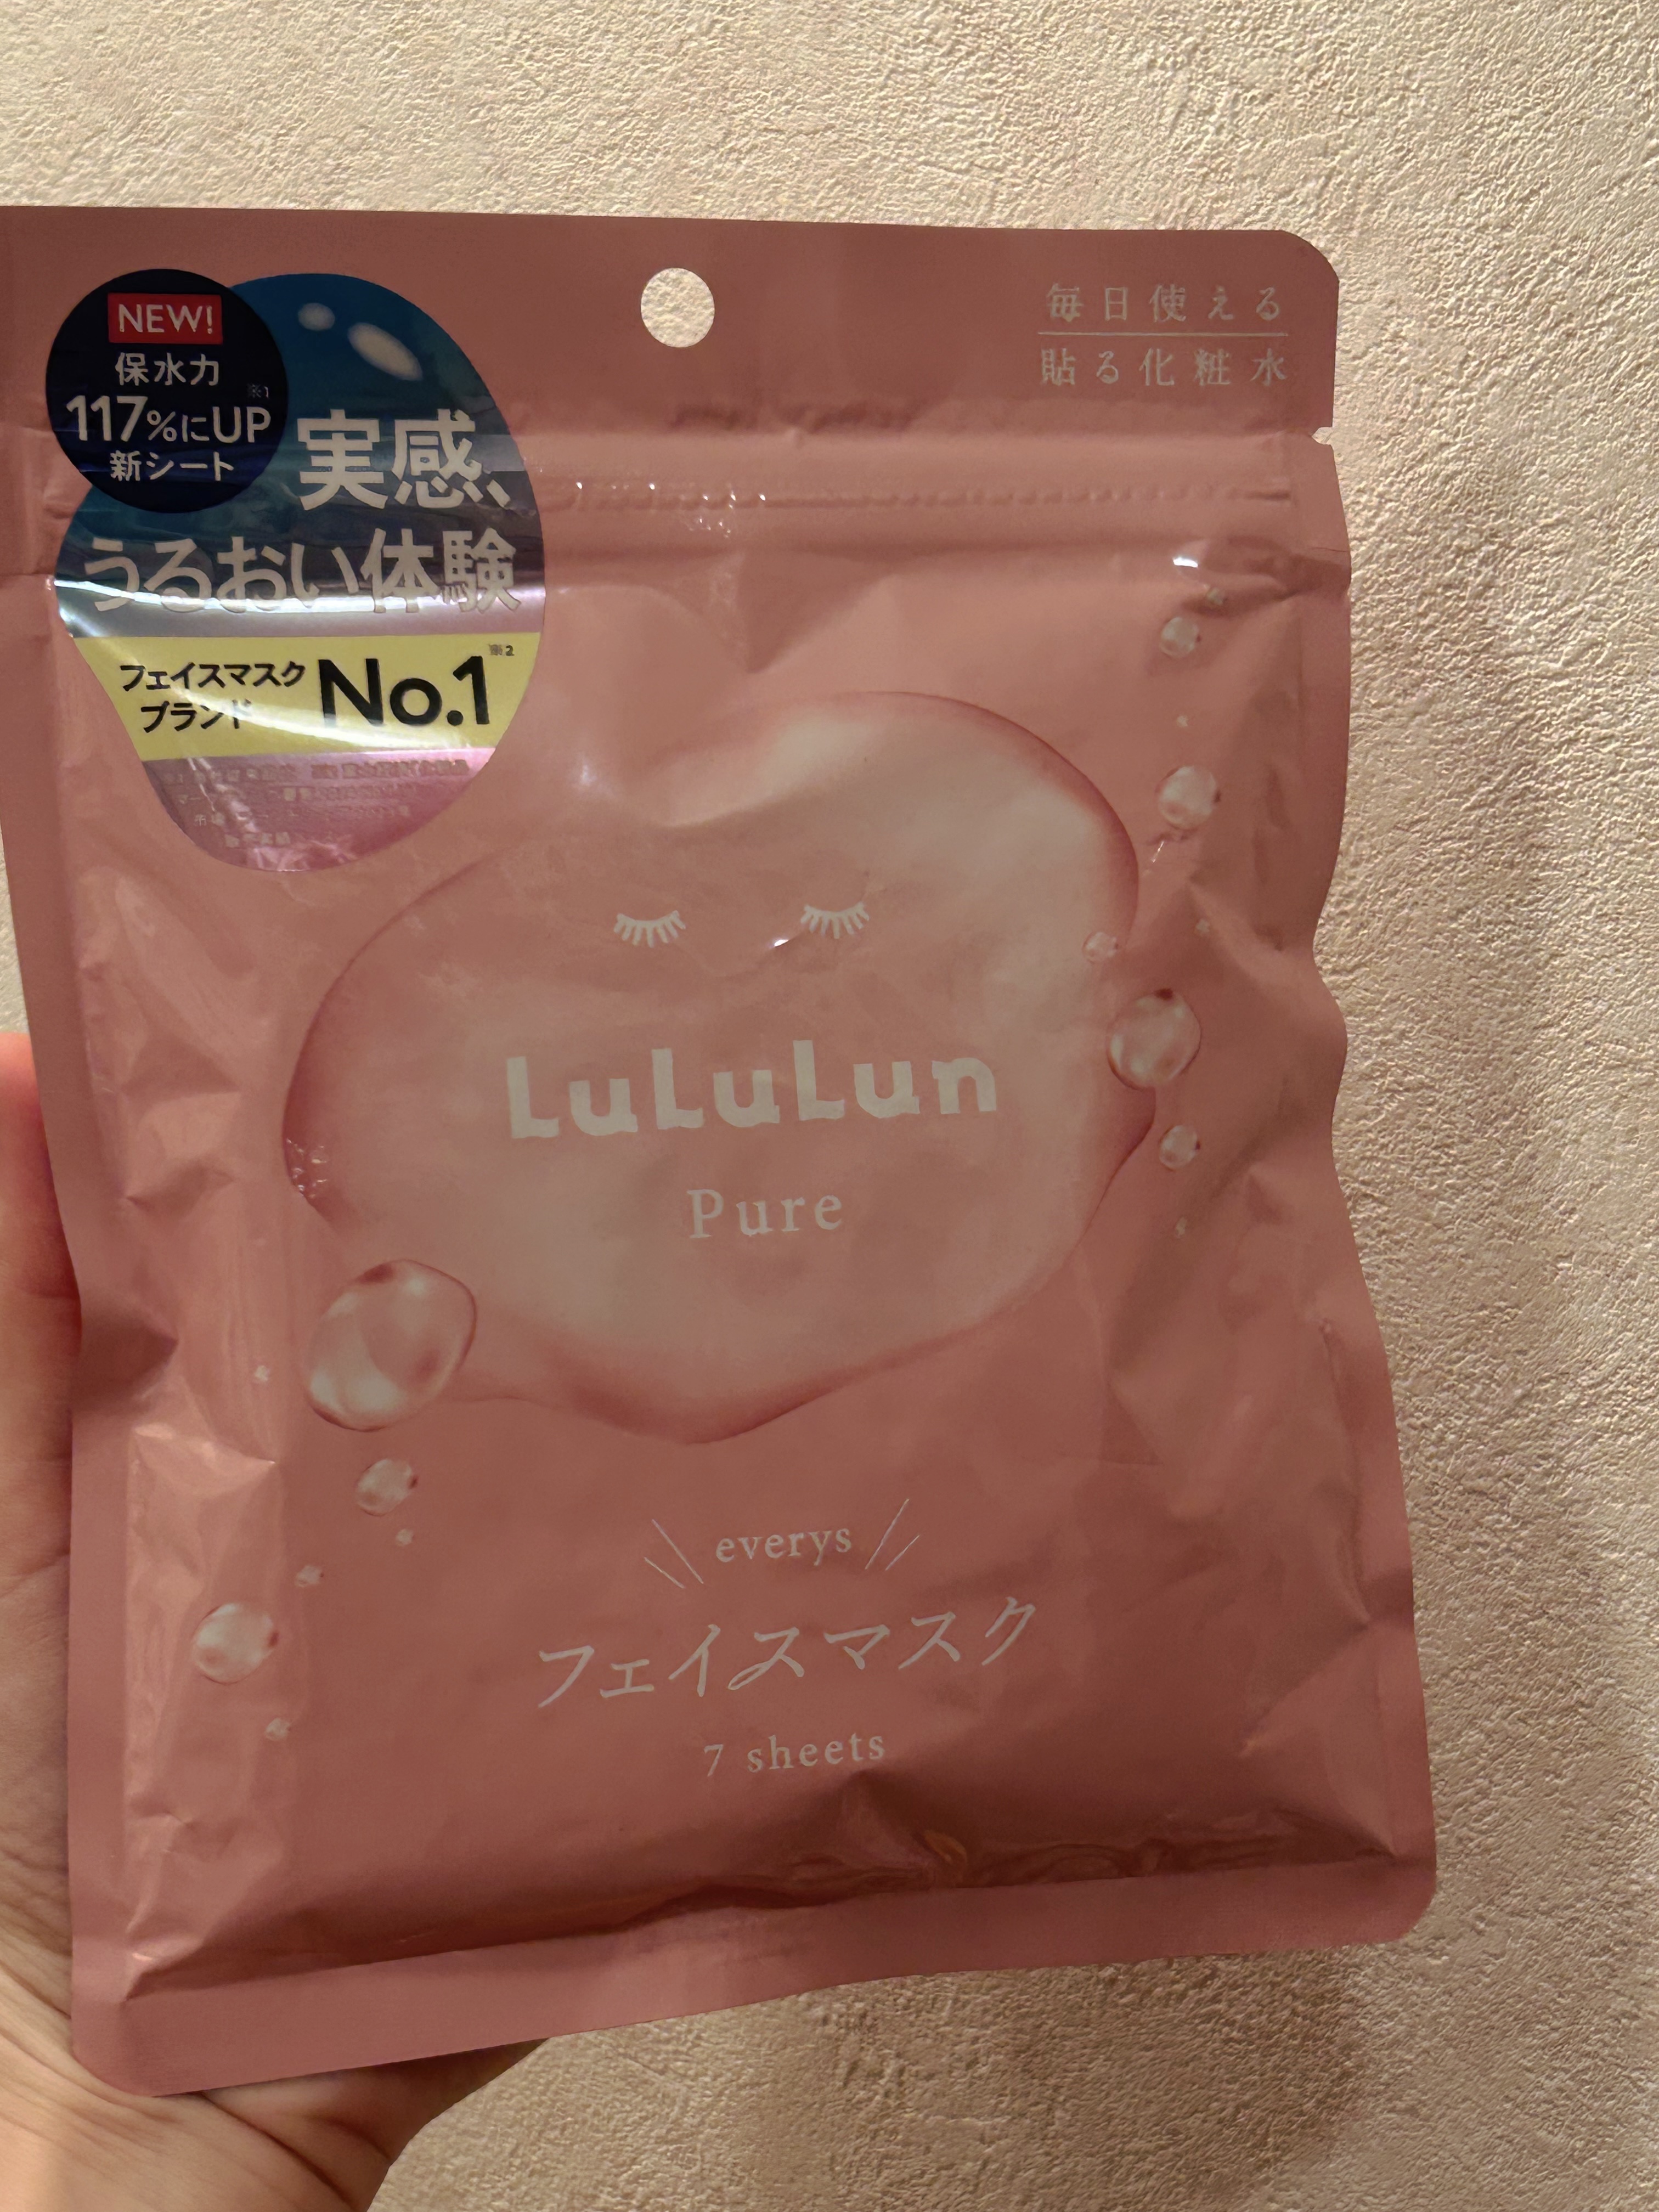 NEW!
保水力
117%にUP※1
新シート
実感、
うるおい体験
フェイスマスク
ブランド
No.1※2
毎日使える
貼る化粧水
LuLuLun
Pure
everys
フェイスマスク
7 sheets